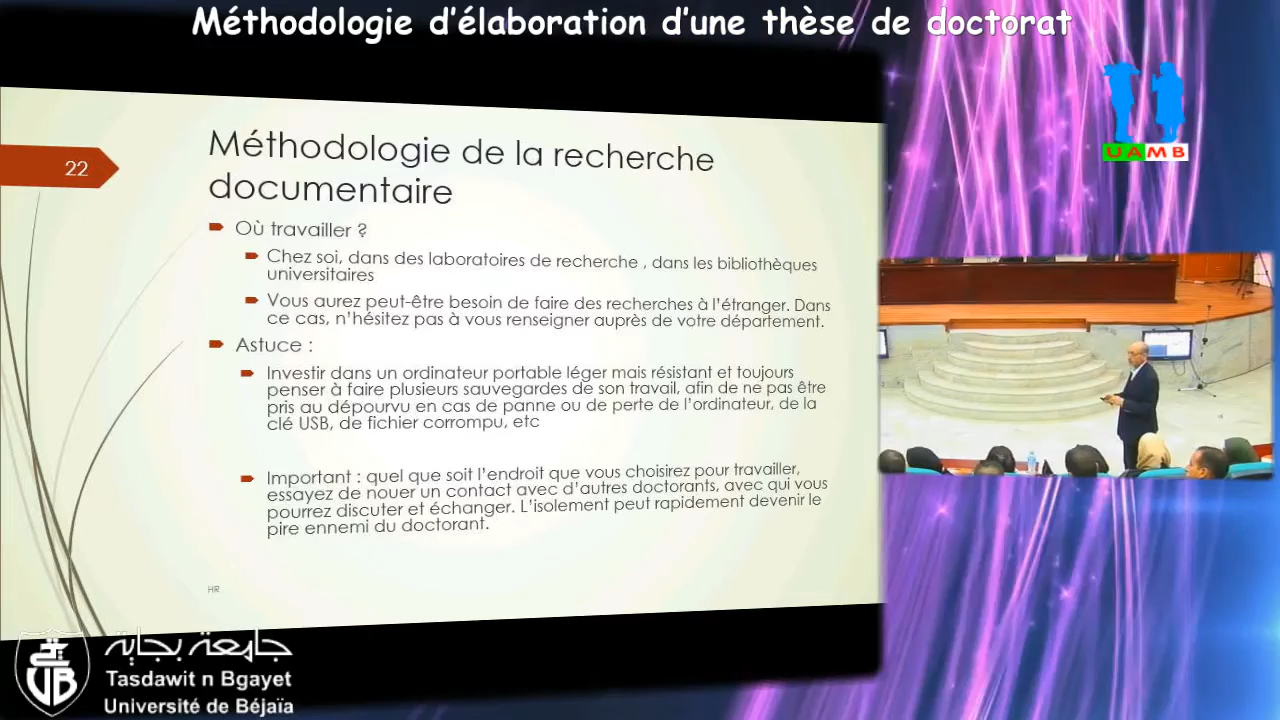 Méthodologie d'élaboration d'une thèse de doctorat
UAMB
22
Méthodologie de la recherche
documentaire
Où travailler ?
Chez soi, dans des laboratoires de recherche , dans les bibliothèques
universitaires
Vous aurez peut-être besoin de faire des recherches à l'étranger. Dans
ce cas, n'hésitez pas à vous renseigner auprès de votre département.
Astuce :
Investir dans un ordinateur portable léger mais résistant et toujours
penser à faire plusieurs sauvegardes de son travail, afin de ne pas être
pris au dépourvu en cas de panne ou de perte de l'ordinateur, de la
clé USB, de fichier corrompu, etc
Important : quel que soit l'endroit que vous choisirez pour travailler,
essayez de nouer un contact avec d'autres doctorants, avec qui vous
pourrez discuter et échanger. L'isolement peut rapidement devenir le
pire ennemi du doctorant.
HR
جامعة بجاية
Tasdawit n Bgayet
Université de Béjaïa